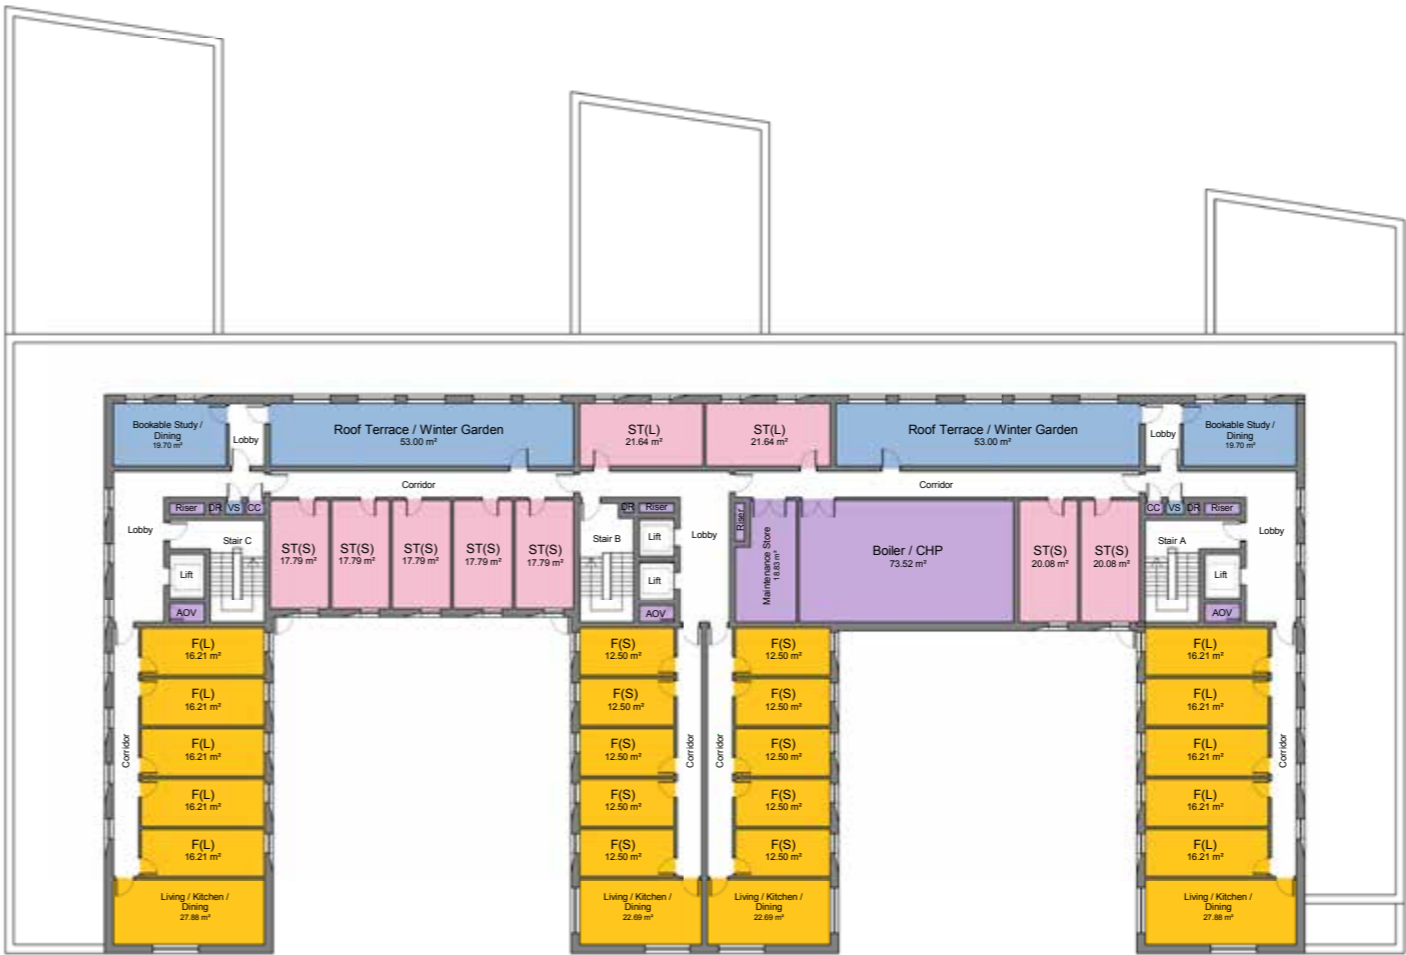 Bookable Study /
Dining
19.70 m²
Lobby
Roof Terrace / Winter Garden
53.00 m²
ST(L)
21.64 m²
ST(L)
21.64 m²
Roof Terrace / Winter Garden
53.00 m²
Lobby
Bookable Study /
Dining
19.70 m²
Corridor
Corridor
Riser
DR
VS
CC
DR
Riser
Riser
CC
VS
DR
Riser
Lobby
Stair C
Lift
AOV
ST(S)
17.79 m²
ST(S)
17.79 m²
ST(S)
17.79 m²
ST(S)
17.79 m²
ST(S)
17.79 m²
Stair B
Lift
Lift
AOV
Lobby
Maintenance Store
18.83 m²
Boiler / CHP
73.52 m²
ST(S)
20.08 m²
ST(S)
20.08 m²
Stair A
Lift
AOV
Lobby
F(L)
16.21 m²
F(S)
12.50 m²
F(S)
12.50 m²
F(L)
16.21 m²
F(L)
16.21 m²
F(S)
12.50 m²
F(S)
12.50 m²
F(L)
16.21 m²
Corridor
F(L)
16.21 m²
F(S)
12.50 m²
Corridor
Corridor
F(S)
12.50 m²
F(L)
16.21 m²
Corridor
F(L)
16.21 m²
F(S)
12.50 m²
F(S)
12.50 m²
F(L)
16.21 m²
F(L)
16.21 m²
F(S)
12.50 m²
F(S)
12.50 m²
F(L)
16.21 m²
Living / Kitchen /
Dining
27.88 m²
Living / Kitchen /
Dining
22.69 m²
Living / Kitchen /
Dining
22.69 m²
Living / Kitchen /
Dining
27.88 m²